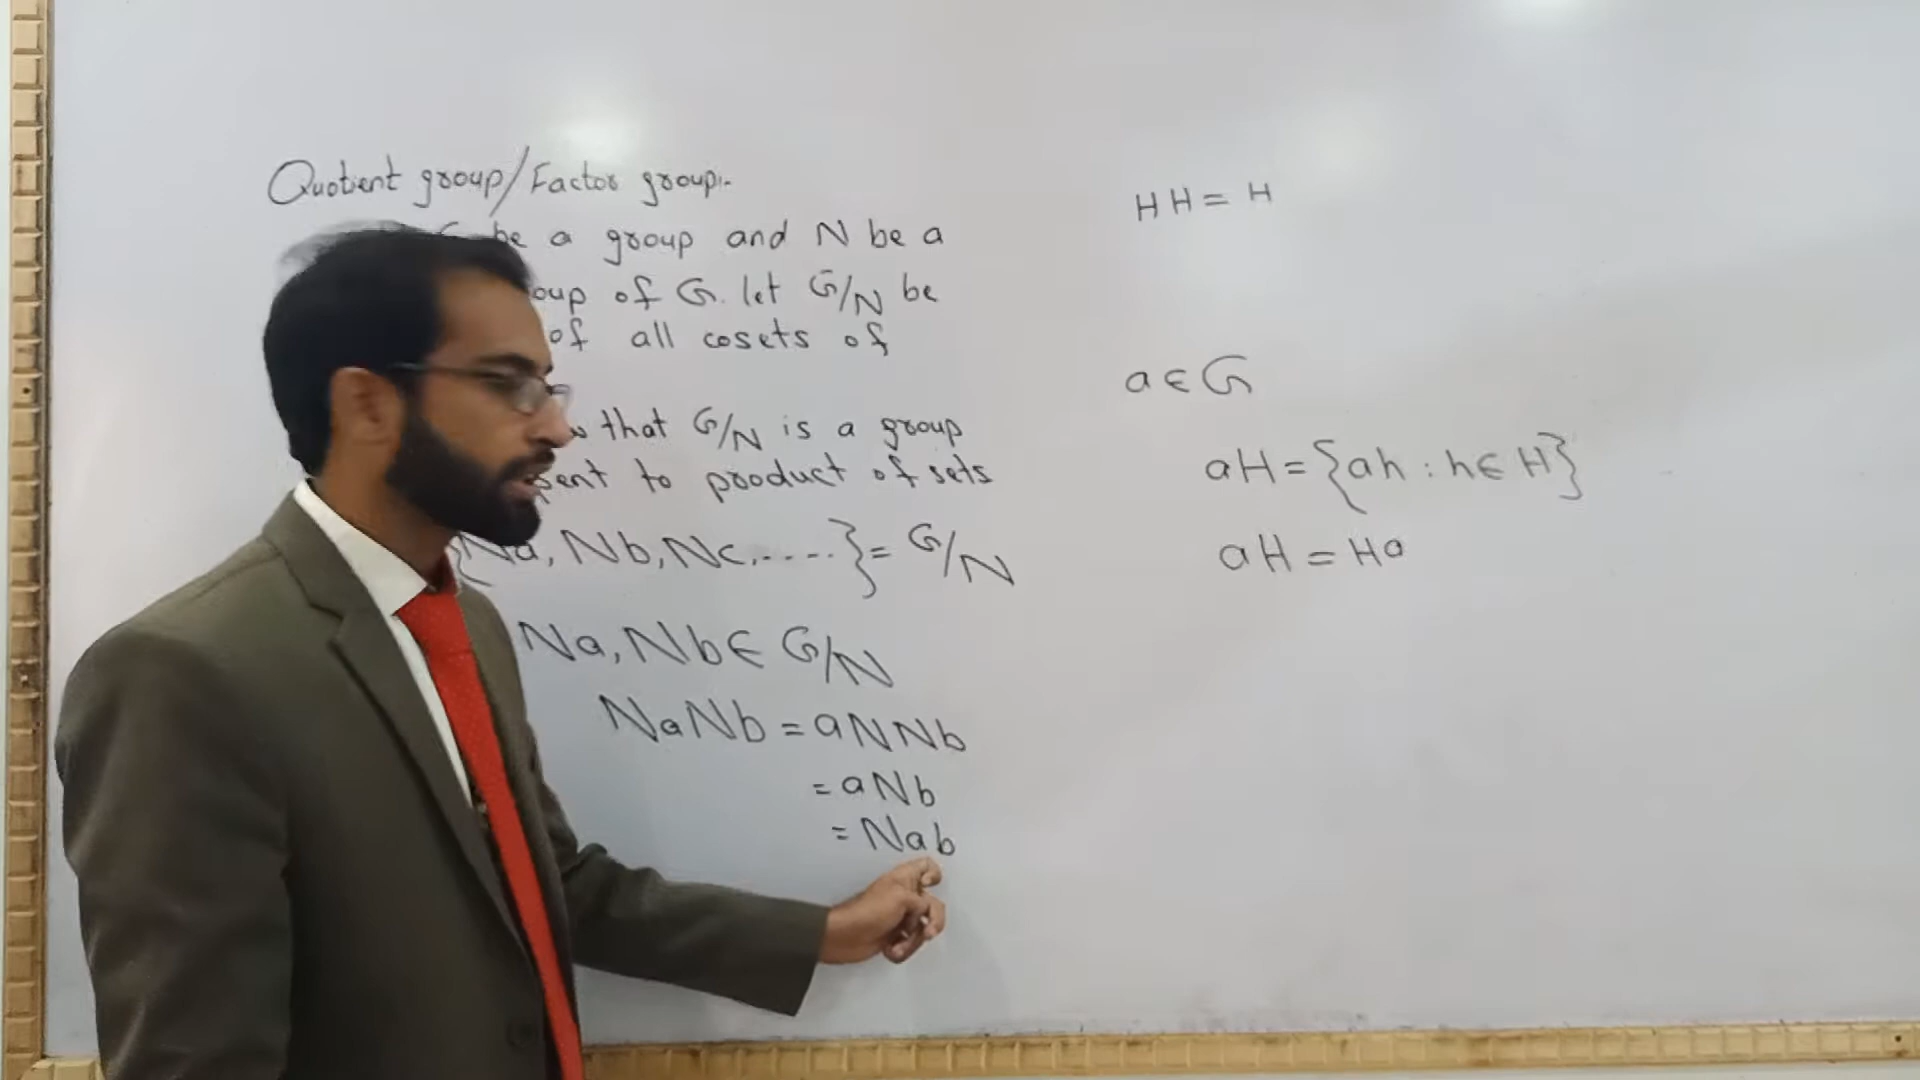 Quotient group/Factor group:-
be a group and N be a
oup of G. let G/N be
of all cosets of
that G/N is a group
to product of sets
{Na, Nb, Nc, ....} = G/N
Na, Nb ∈ G/N
NaNb = aNNb
= aNb
= Nab
HH = H
a ∈ G
aH = {ah : h ∈ H}
aH = Ha